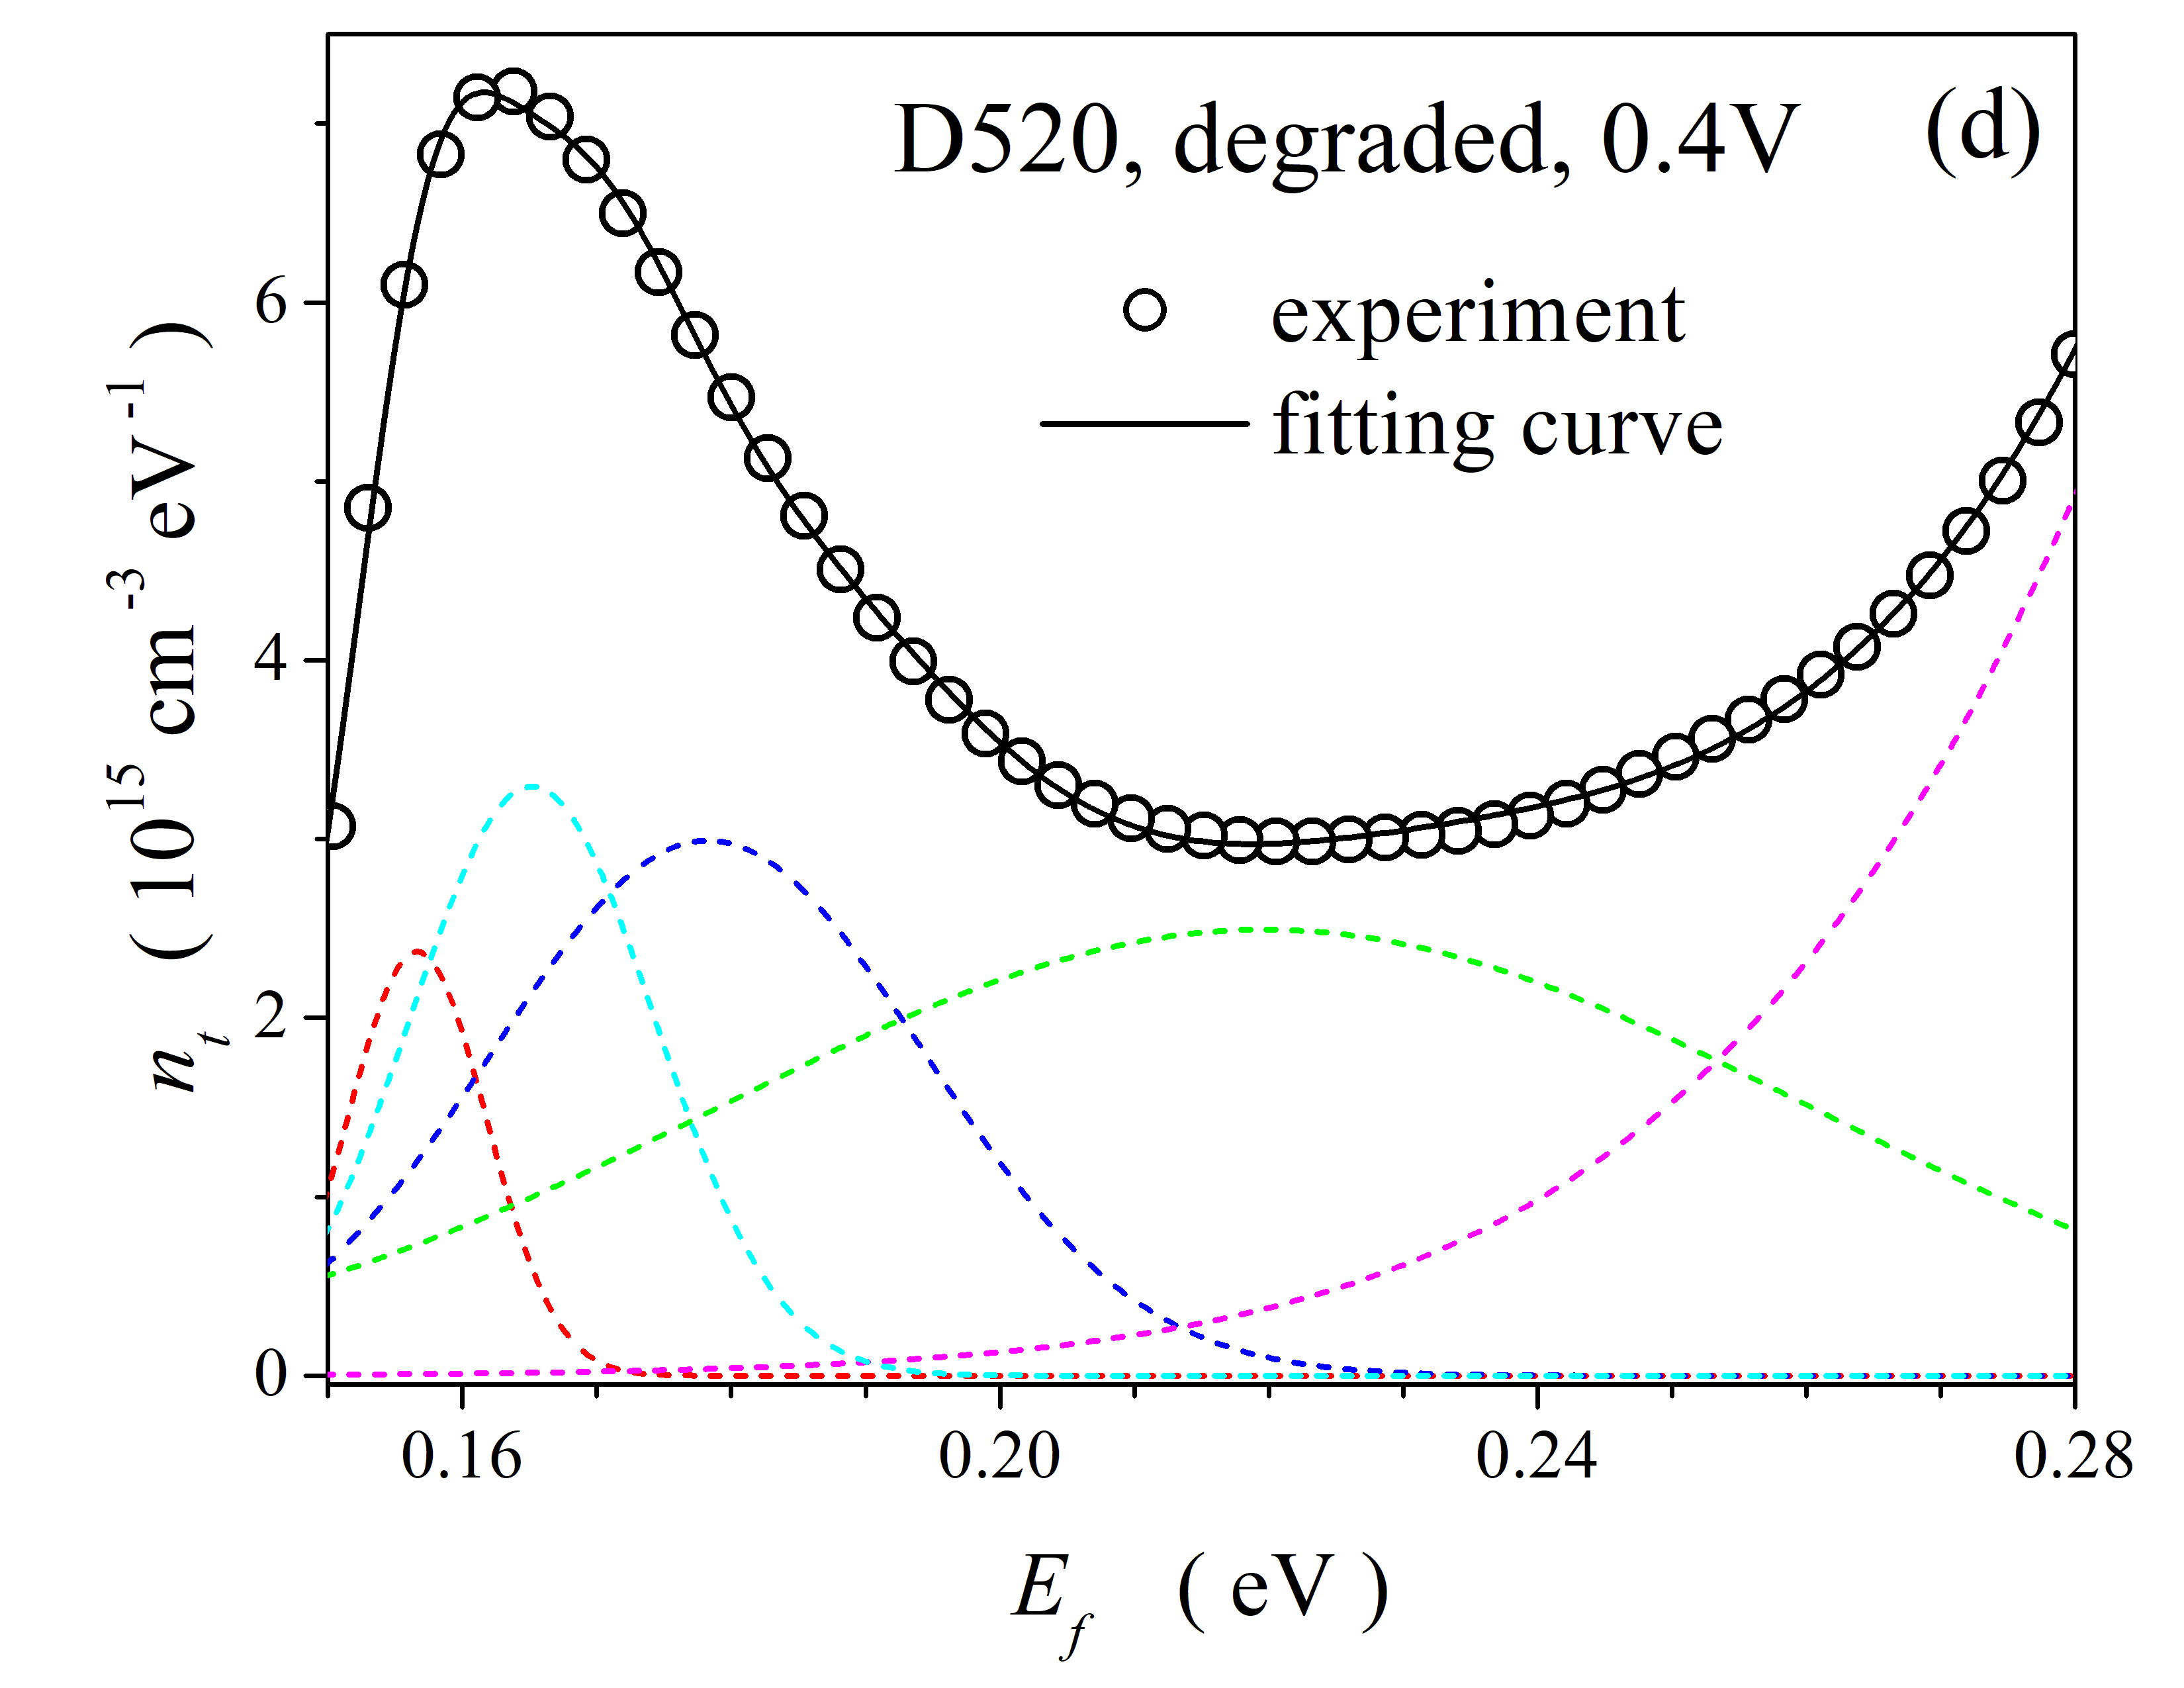 D520, degraded, 0.4V (d)
experiment
fitting curve
6
4
2
0
n_t ( 10^15 cm^-3 eV^-1 )
0.16 0.20 0.24 0.28
E_f ( eV )